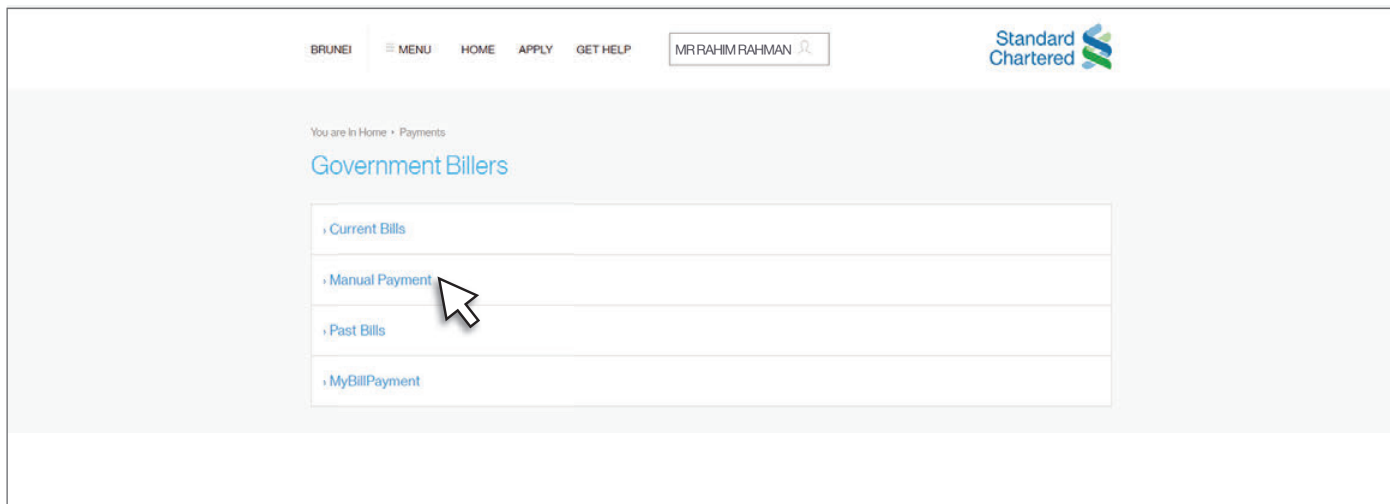 BRUNEI MENU HOME APPLY GET HELP MR RAHIM RAHMAN
Standard
Chartered
You are In Home • Payments
Government Billers
› Current Bills
› Manual Payment
› Past Bills
› MyBillPayment